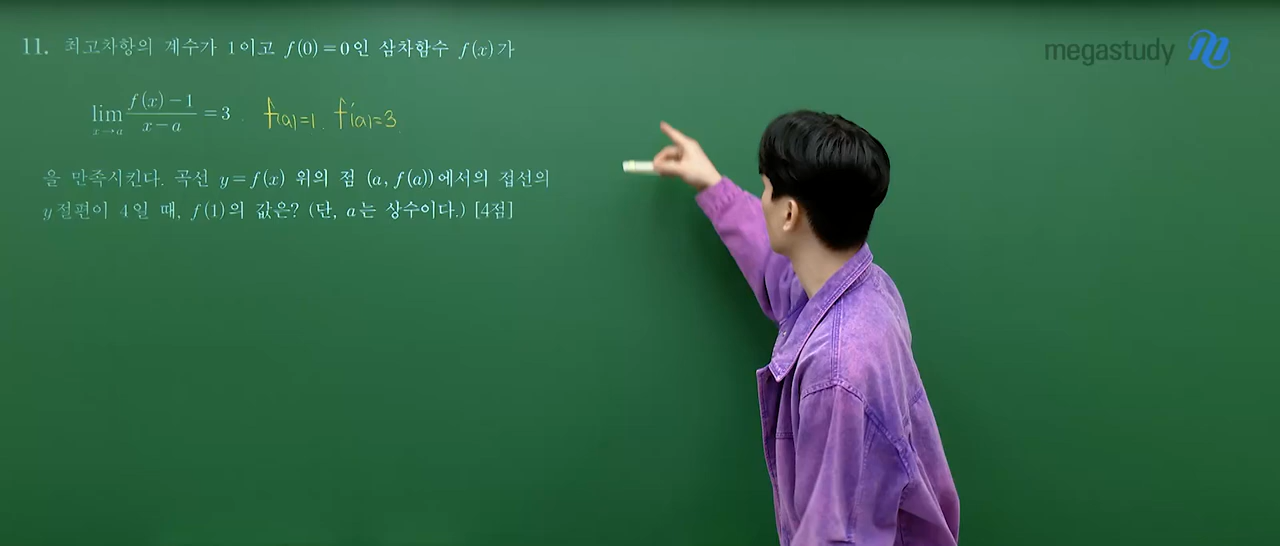 11. 최고차항의 계수가 1이고 f(0)=0인 삼차함수 f(x)가
megastudy
lim x→a (f(x)-1)/(x-a) = 3 f(a)=1. f'(a)=3
을 만족시킨다. 곡선 y=f(x) 위의 점 (a, f(a))에서의 접선의
y절편이 4일 때, f(1)의 값은? (단, a는 상수이다.) [4점]